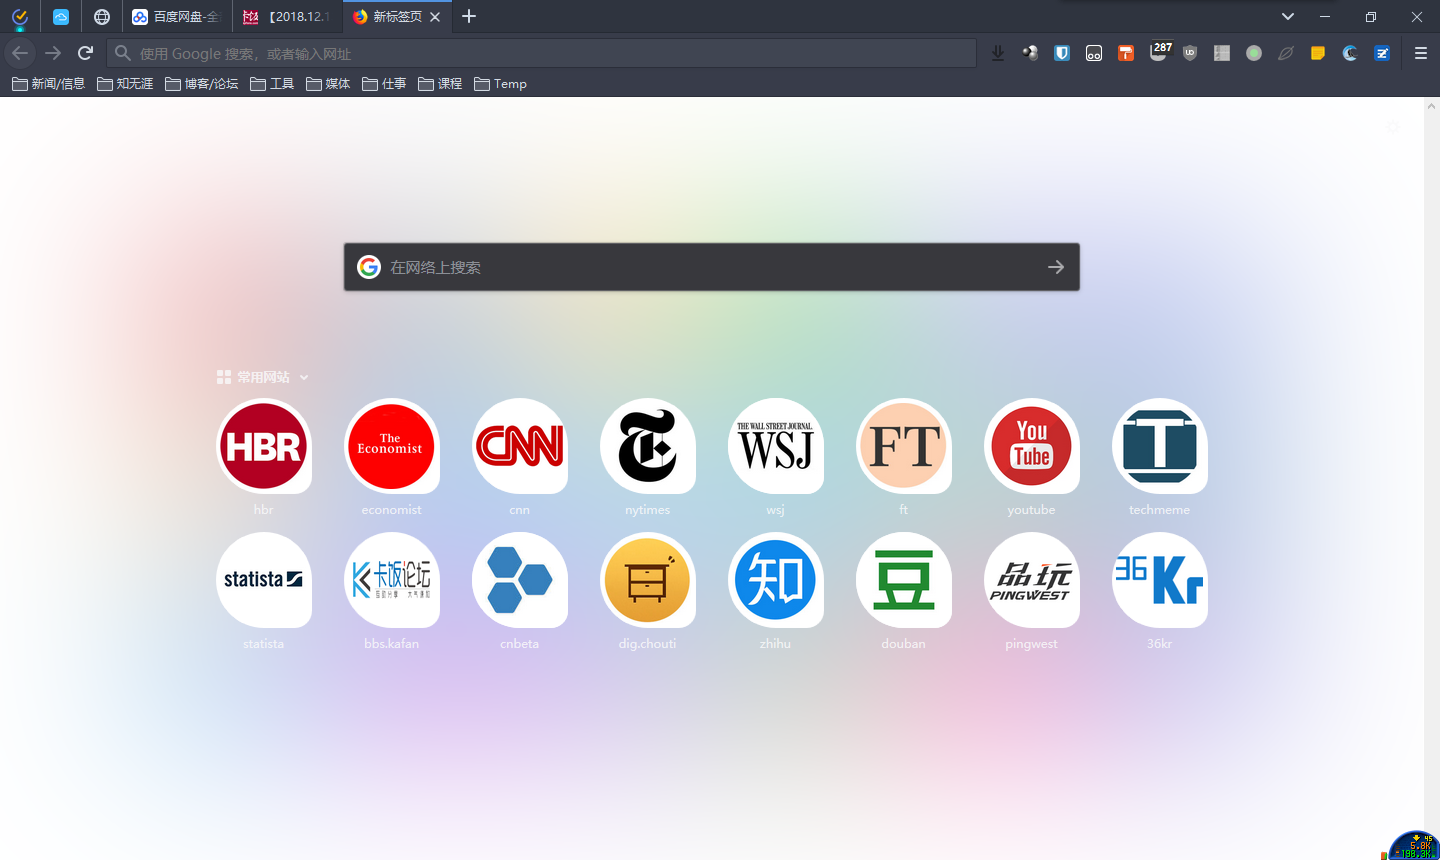 百度网盘-全
【2018.12.1
新标签页
使用 Google 搜索，或者输入网址
287
新闻/信息
知无涯
博客/论坛
工具
媒体
仕事
课程
Temp
在网络上搜索
常用网站
HBR
The Economist
CNN
THE WALL STREET JOURNAL
WSJ
FT
You Tube
T
hbr
economist
cnn
nytimes
wsj
ft
youtube
techmeme
statista
卡饭论坛
知
豆
品玩
PINGWEST
36Kr
statista
bbs.kafan
cnbeta
dig.chouti
zhihu
douban
pingwest
36kr
45
5.8K
198.3K